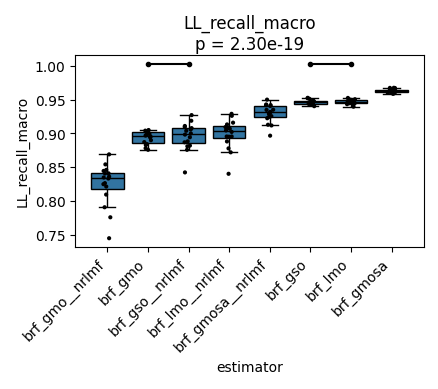 LL_recall_macro
p = 2.30e-19
LL_recall_macro
1.00
0.95
0.90
0.85
0.80
0.75
brf_gmo__nrlmf
brf_gmo
brf_gso__nrlmf
brf_lmo__nrlmf
brf_gmosa__nrlmf
brf_gso
brf_lmo
brf_gmosa
estimator